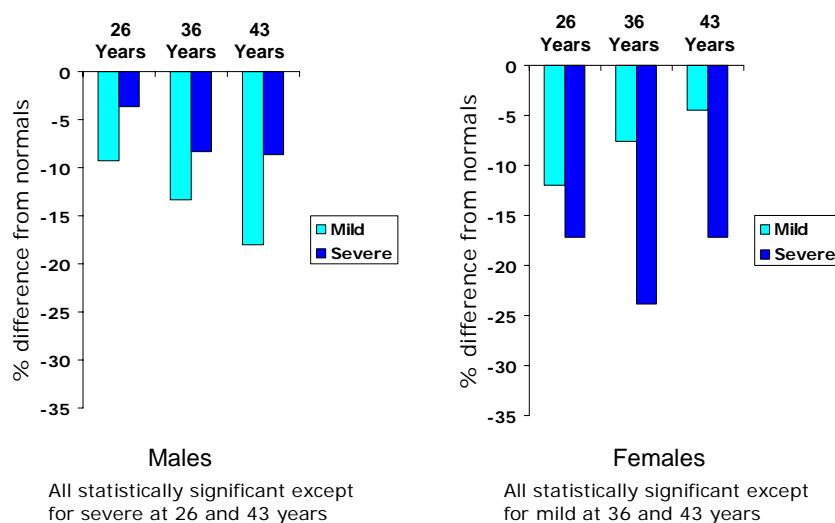 26 Years
36 Years
43 Years
0
-5
-10
-15
-20
-25
-30
-35
% difference from normals
Mild
Severe
Males
All statistically significant except
for severe at 26 and 43 years
26 Years
36 Years
43 Years
0
-5
-10
-15
-20
-25
-30
-35
% difference from normals
Mild
Severe
Females
All statistically significant except
for mild at 36 and 43 years